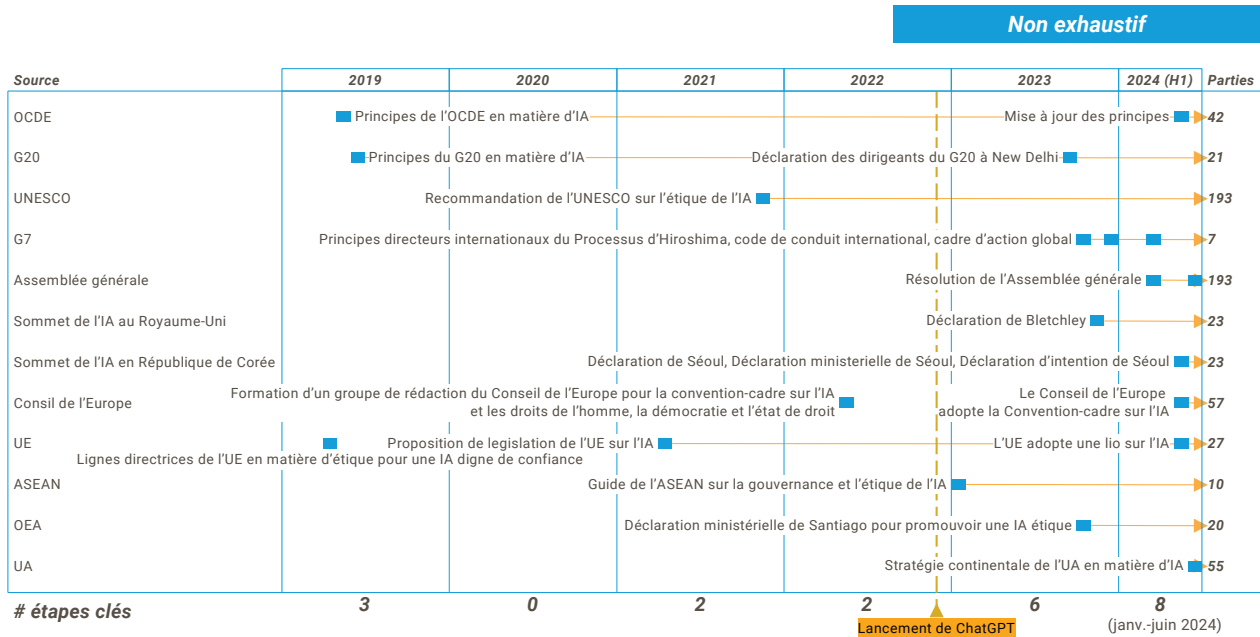 Non exhaustif
Source 2019 2020 2021 2022 2023 2024 (H1) Parties
OCDE Principes de l'OCDE en matière d'IA Mise à jour des principes 42
G20 Principes du G20 en matière d'IA Déclaration des dirigeants du G20 à New Delhi 21
UNESCO Recommandation de l'UNESCO sur l'étique de l'IA 193
G7 Principes directeurs internationaux du Processus d'Hiroshima, code de conduit international, cadre d'action global 7
Assemblée générale Résolution de l'Assemblée générale 193
Sommet de l'IA au Royaume-Uni Déclaration de Bletchley 23
Sommet de l'IA en République de Corée Déclaration de Séoul, Déclaration ministerielle de Séoul, Déclaration d'intention de Séoul 23
Consil de l'Europe
Formation d'un groupe de rédaction du Conseil de l'Europe pour la convention-cadre sur l'IA
et les droits de l'homme, la démocratie et l'état de droit
Le Conseil de l'Europe
adopte la Convention-cadre sur l'IA
57
UE Proposition de legislation de l'UE sur l'IA L'UE adopte une lio sur l'IA 27
Lignes directrices de l'UE en matière d'étique pour une IA digne de confiance
ASEAN Guide de l'ASEAN sur la gouvernance et l'étique de l'IA 10
OEA Déclaration ministérielle de Santiago pour promouvoir une IA étique 20
UA Stratégie continentale de l'UA en matière d'IA 55
# étapes clés 3 0 2 2 6 8
Lancement de ChatGPT (janv.-juin 2024)